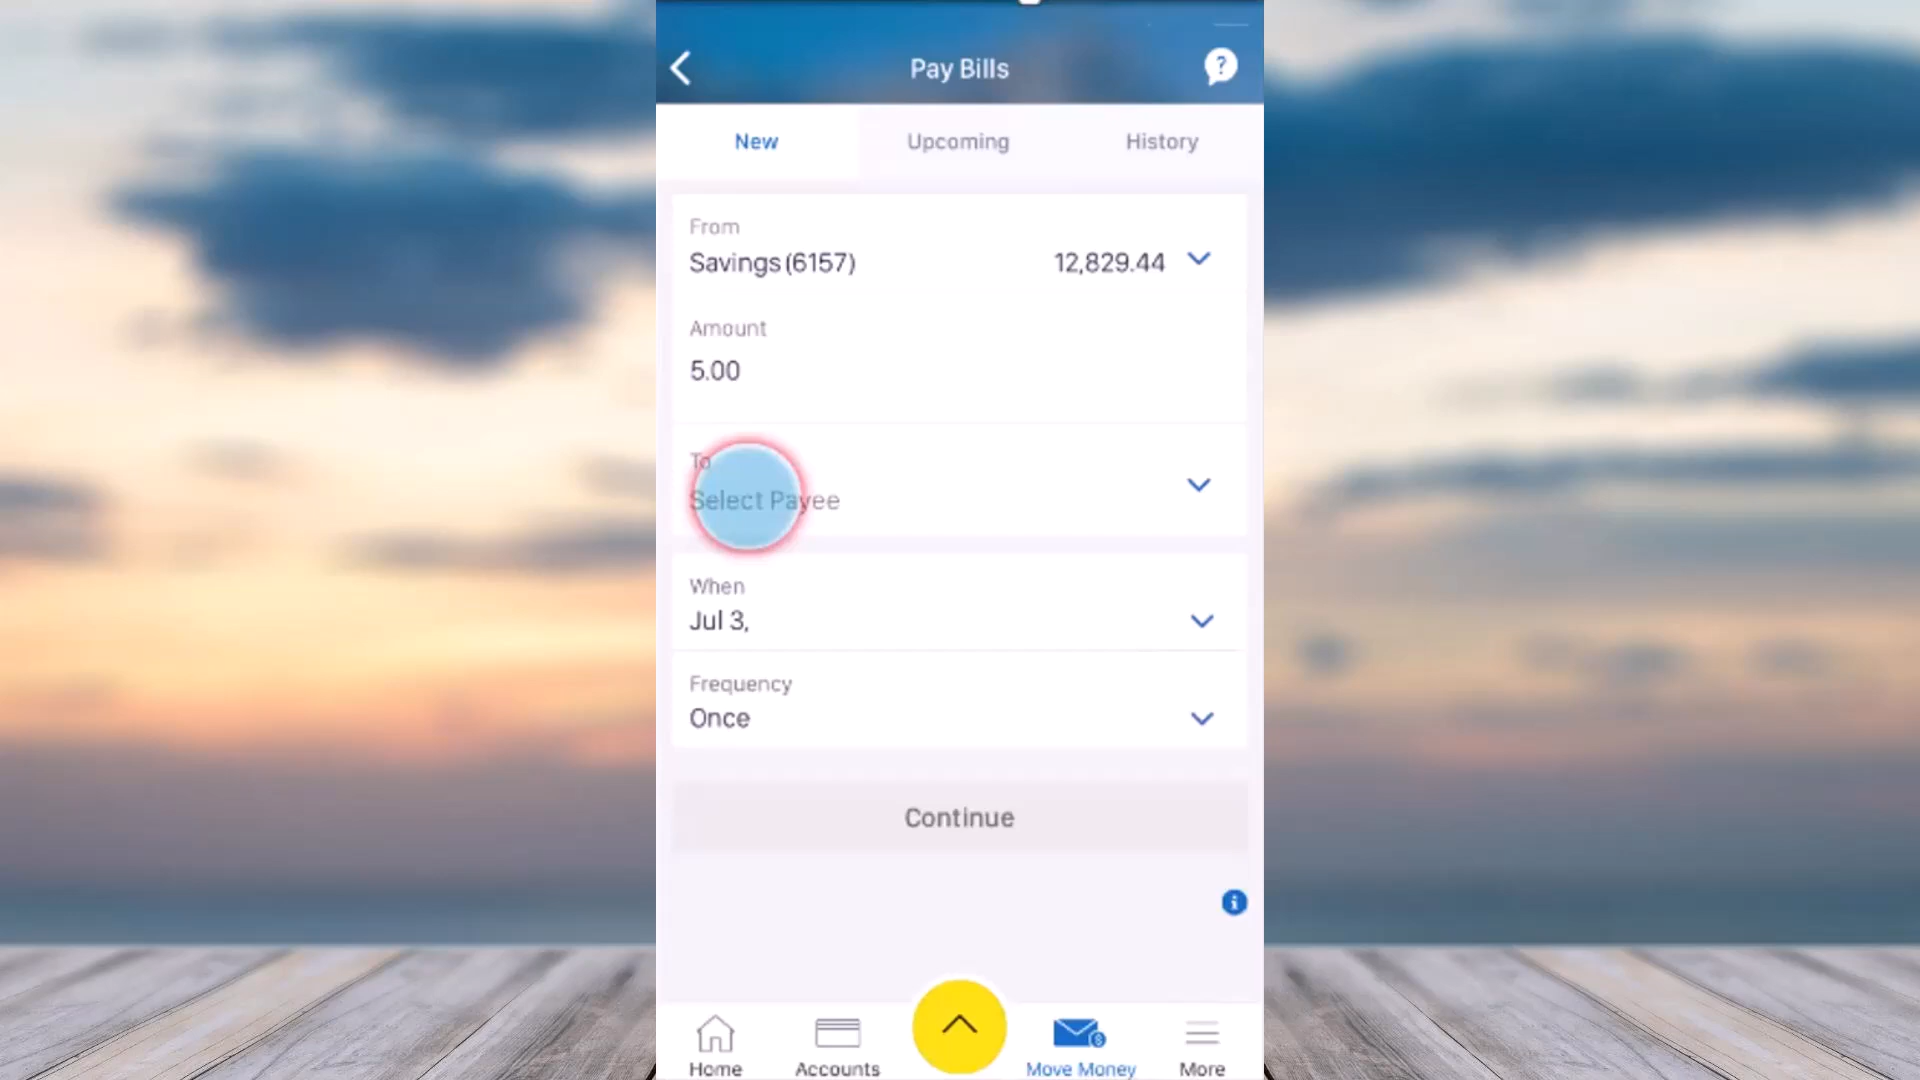 Pay Bills
?
New
Upcoming
History
From
Savings(6157)
12,829.44
Amount
5.00
To
Select Payee
When
Jul 3,
Frequency
Once
Continue
i
Home
Accounts
Move Money
More